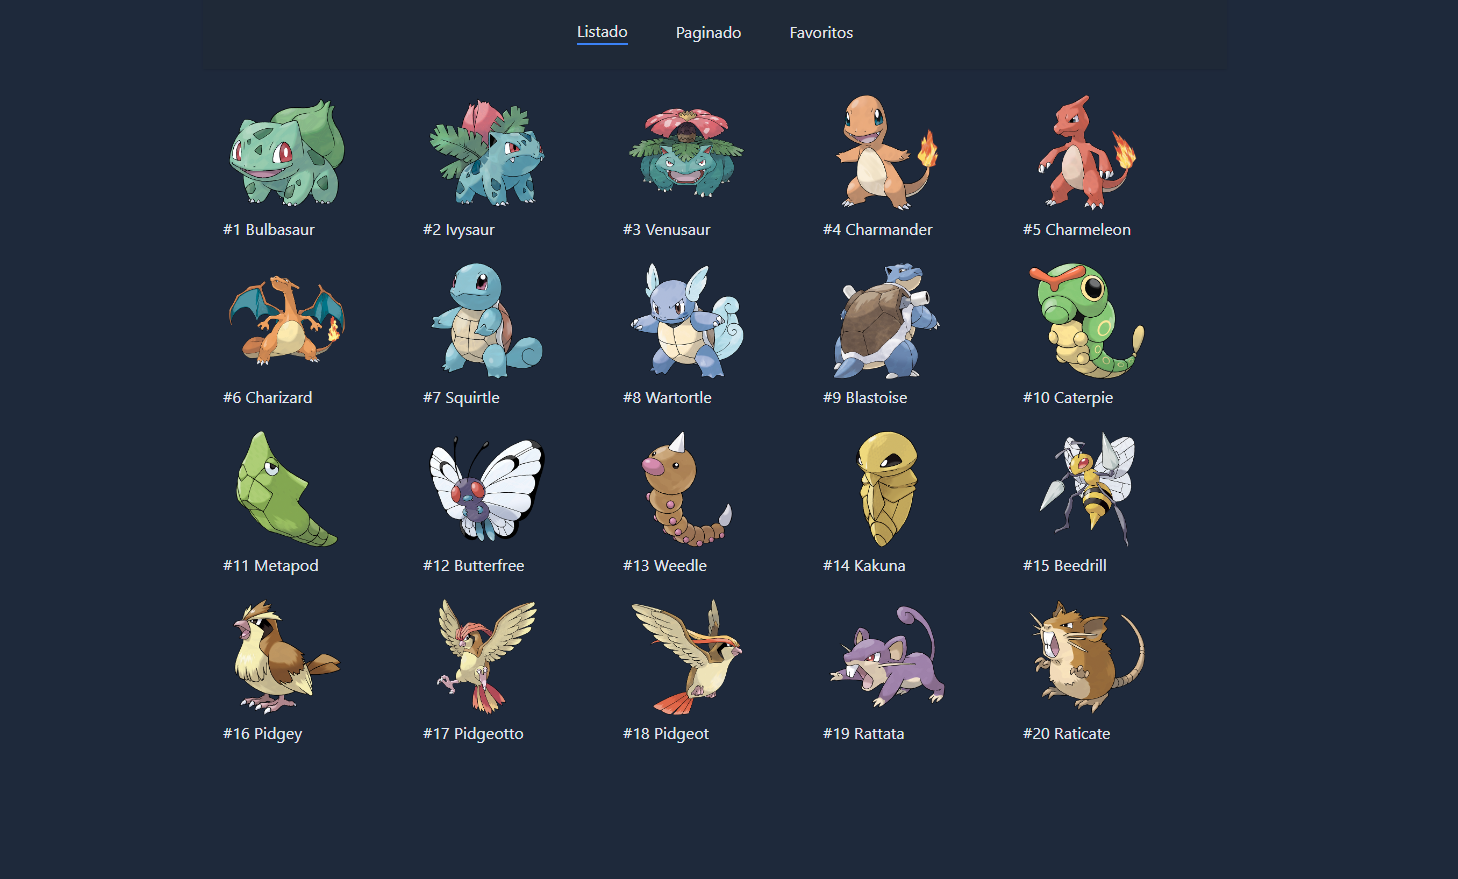 Listado Paginado Favoritos
#1 Bulbasaur #2 Ivysaur #3 Venusaur #4 Charmander #5 Charmeleon
#6 Charizard #7 Squirtle #8 Wartortle #9 Blastoise #10 Caterpie
#11 Metapod #12 Butterfree #13 Weedle #14 Kakuna #15 Beedrill
#16 Pidgey #17 Pidgeotto #18 Pidgeot #19 Rattata #20 Raticate